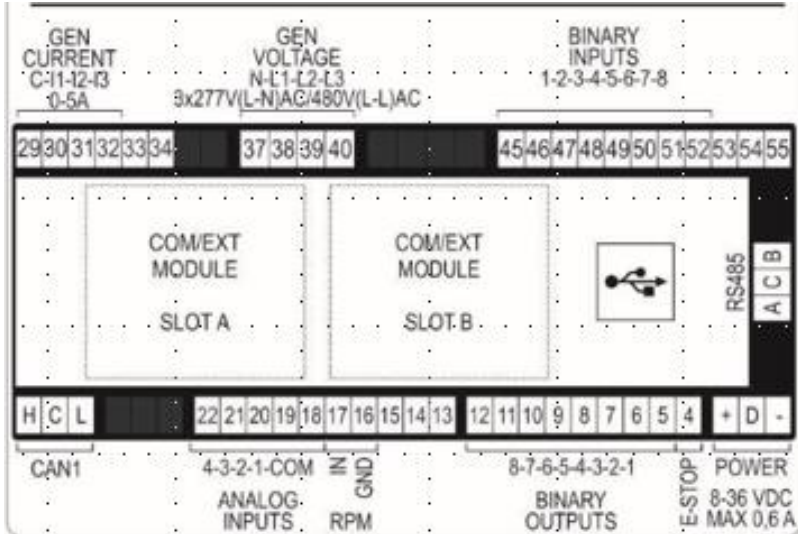 GEN
CURRENT
C-I1-I2-I3
0-5A
GEN
VOLTAGE
N-L1-L2-L3
3x277V(L-N)AC/480V(L-L)AC
BINARY
INPUTS
1-2-3-4-5-6-7-8
29 30 31 32 33 34 37 38 39 40 45 46 47 48 49 50 51 52 53 54 55
COM/EXT
MODULE
SLOT A
COM/EXT
MODULE
SLOT B
RS485
A C B
H C L 22 21 20 19 18 17 16 15 14 13 12 11 10 9 8 7 6 5 4 + D -
CAN1
4-3-2-1-COM
ANALOG
INPUTS
IN
GND
RPM
8-7-6-5-4-3-2-1
BINARY
OUTPUTS
E-STOP
POWER
8-36 VDC
MAX 0,6 A